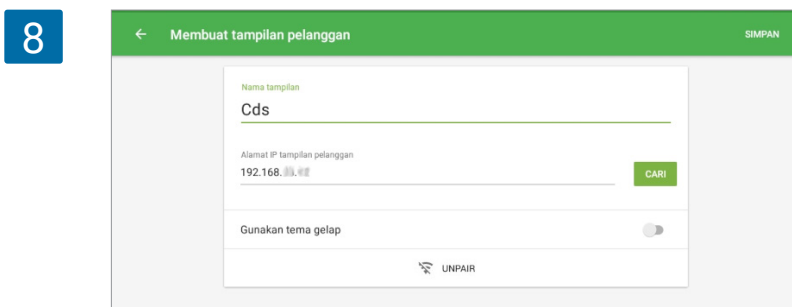 8
Membuat tampilan pelanggan
SIMPAN
Nama tampilan
Cds
Alamat IP tampilan pelanggan
192.168.
CARI
Gunakan tema gelap
UNPAIR